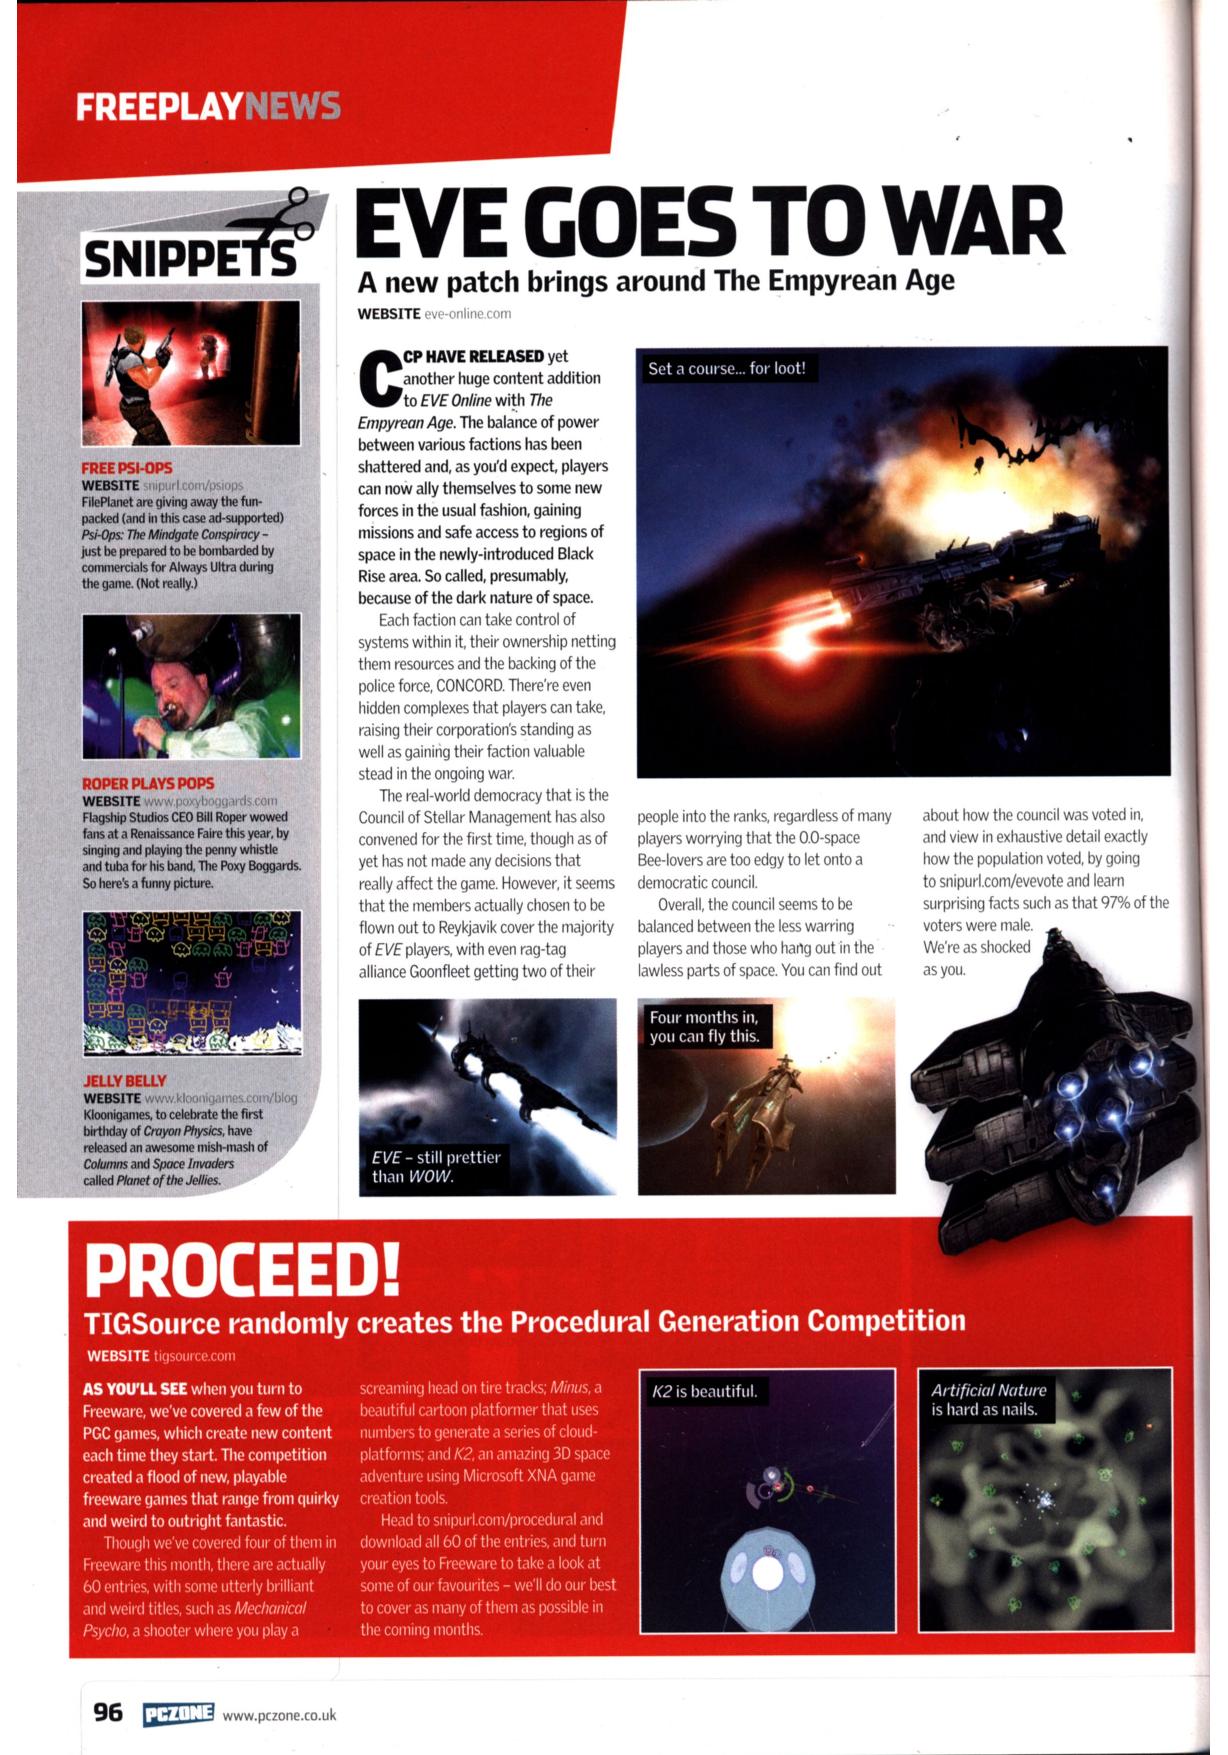 FREEPLAYNEWS
SNIPPETS
FREE PSI-OPS
WEBSITE snipurl.com/psiops
FilePlanet are giving away the fun-
packed (and in this case ad-supported)
Psi-Ops: The Mindgate Conspiracy –
just be prepared to be bombarded by
commercials for Always Ultra during
the game. (Not really.)
ROPER PLAYS POPS
WEBSITE www.poxyboggards.com
Flagship Studios CEO Bill Roper wowed
fans at a Renaissance Faire this year, by
singing and playing the penny whistle
and tuba for his band, The Poxy Boggards.
So here's a funny picture.
JELLY BELLY
WEBSITE www.kloonigames.com/blog
Kloonigames, to celebrate the first
birthday of Crayon Physics, have
released an awesome mish-mash of
Columns and Space Invaders
called Planet of the Jellies.
EVE GOES TO WAR
A new patch brings around The Empyrean Age
WEBSITE eve-online.com
CCP HAVE RELEASED yet
another huge content addition
to EVE Online with The
Empyrean Age. The balance of power
between various factions has been
shattered and, as you'd expect, players
can now ally themselves to some new
forces in the usual fashion, gaining
missions and safe access to regions of
space in the newly-introduced Black
Rise area. So called, presumably,
because of the dark nature of space.
Each faction can take control of
systems within it, their ownership netting
them resources and the backing of the
police force, CONCORD. There're even
hidden complexes that players can take,
raising their corporation's standing as
well as gaining their faction valuable
stead in the ongoing war.
The real-world democracy that is the
Council of Stellar Management has also
convened for the first time, though as of
yet has not made any decisions that
really affect the game. However, it seems
that the members actually chosen to be
flown out to Reykjavik cover the majority
of EVE players, with even rag-tag
alliance Goonfleet getting two of their
Set a course... for loot!
people into the ranks, regardless of many
players worrying that the 0.0-space
Bee-lovers are too edgy to let onto a
democratic council.
Overall, the council seems to be
balanced between the less warring
players and those who hang out in the
lawless parts of space. You can find out
about how the council was voted in,
and view in exhaustive detail exactly
how the population voted, by going
to snipurl.com/evevote and learn
surprising facts such as that 97% of the
voters were male.
We're as shocked
as you.
EVE – still prettier
than WOW.
Four months in,
you can fly this.
PROCEED!
TIGSource randomly creates the Procedural Generation Competition
WEBSITE tigsource.com
AS YOU'LL SEE when you turn to
Freeware, we've covered a few of the
PGC games, which create new content
each time they start. The competition
created a flood of new, playable
freeware games that range from quirky
and weird to outright fantastic.
Though we've covered four of them in
Freeware this month, there are actually
60 entries, with some utterly brilliant
and weird titles, such as Mechanical
Psycho, a shooter where you play a
screaming head on tire tracks; Minus, a
beautiful cartoon platformer that uses
numbers to generate a series of cloud-
platforms; and K2, an amazing 3D space
adventure using Microsoft XNA game
creation tools.
Head to snipurl.com/procedural and
download all 60 of the entries, and turn
your eyes to Freeware to take a look at
some of our favourites – we'll do our best
to cover as many of them as possible in
the coming months.
K2 is beautiful.
Artificial Nature
is hard as nails.
96 PCZONE www.pczone.co.uk